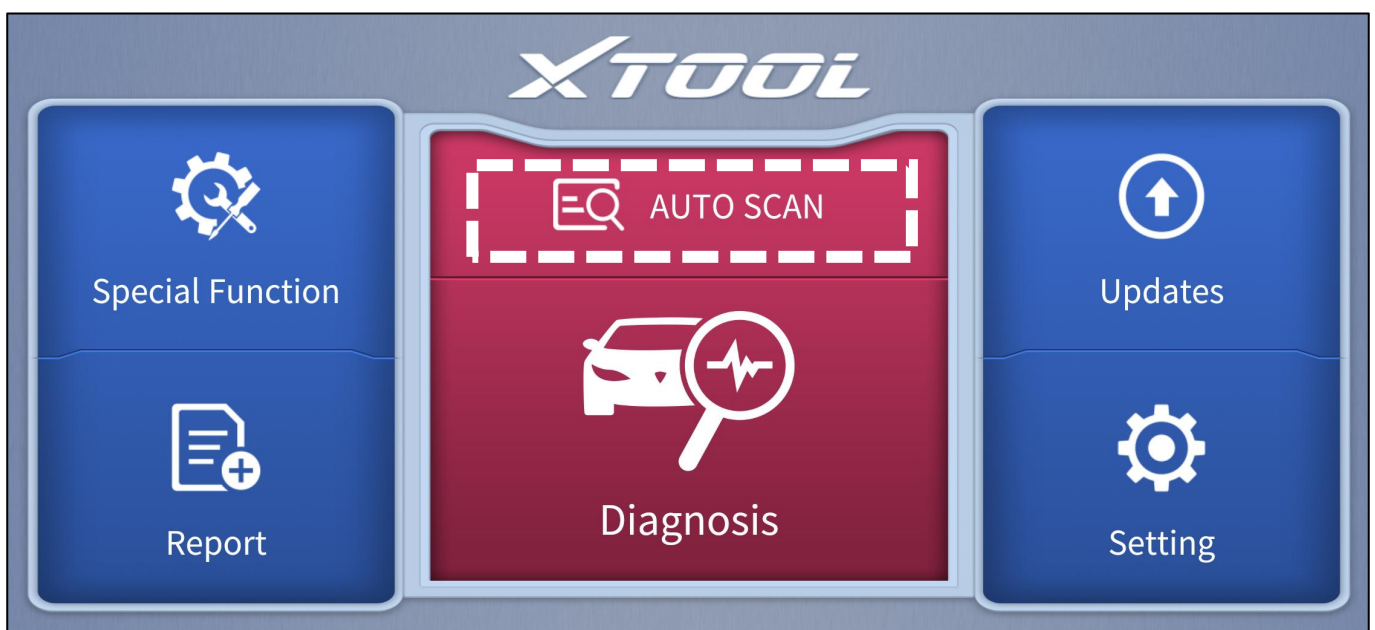 XTOOL
AUTO SCAN
Special Function
Updates
Diagnosis
Report
Setting